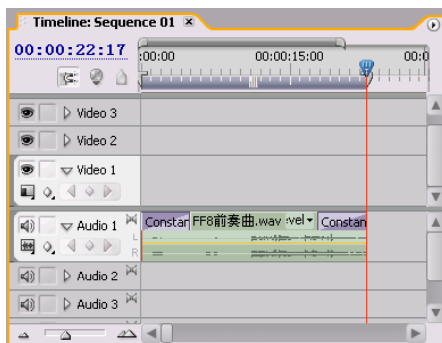 Timeline: Sequence 01
00:00:22:17
:00:00 00:00:15:00 00:0
Video 3
Video 2
Video 1
Audio 1 Constar FF8前奏曲.wav :vel Constan
L
R
Audio 2
Audio 3